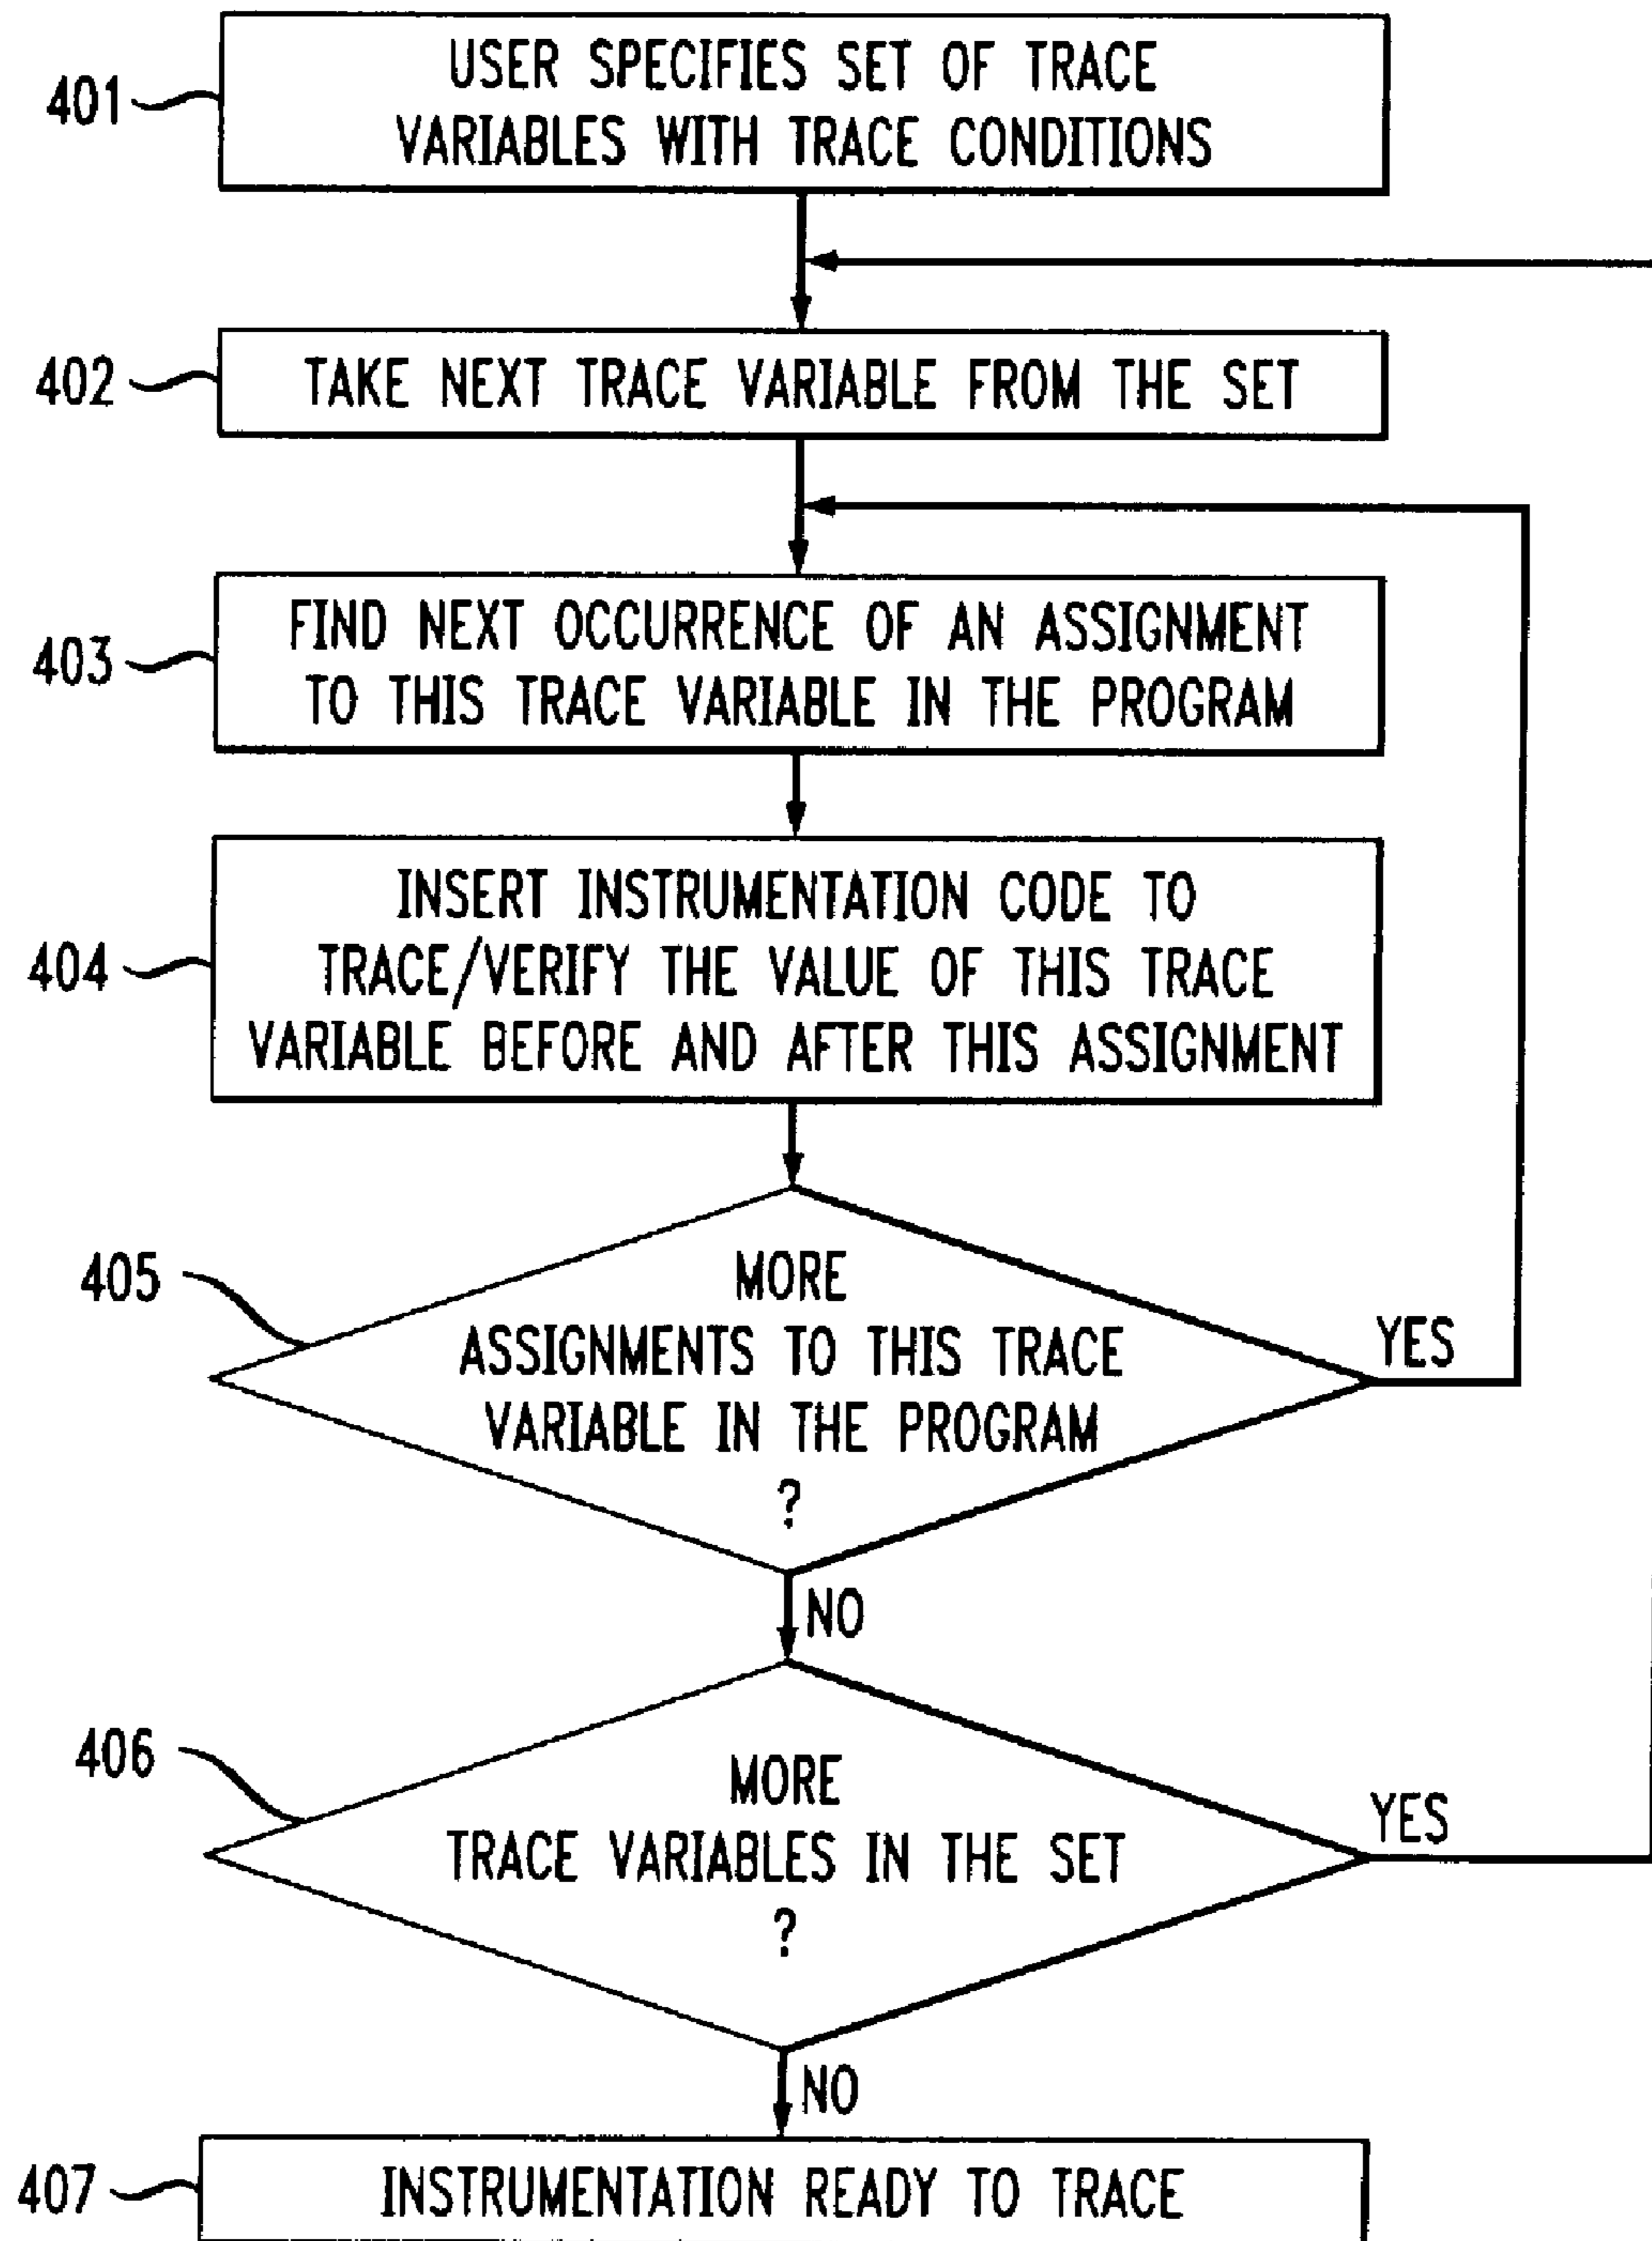 401
USER SPECIFIES SET OF TRACE
VARIABLES WITH TRACE CONDITIONS
402
TAKE NEXT TRACE VARIABLE FROM THE SET
403
FIND NEXT OCCURRENCE OF AN ASSIGNMENT
TO THIS TRACE VARIABLE IN THE PROGRAM
404
INSERT INSTRUMENTATION CODE TO
TRACE/VERIFY THE VALUE OF THIS TRACE
VARIABLE BEFORE AND AFTER THIS ASSIGNMENT
405
MORE
ASSIGNMENTS TO THIS TRACE
VARIABLE IN THE PROGRAM
?
YES
NO
406
MORE
TRACE VARIABLES IN THE SET
?
YES
NO
407
INSTRUMENTATION READY TO TRACE